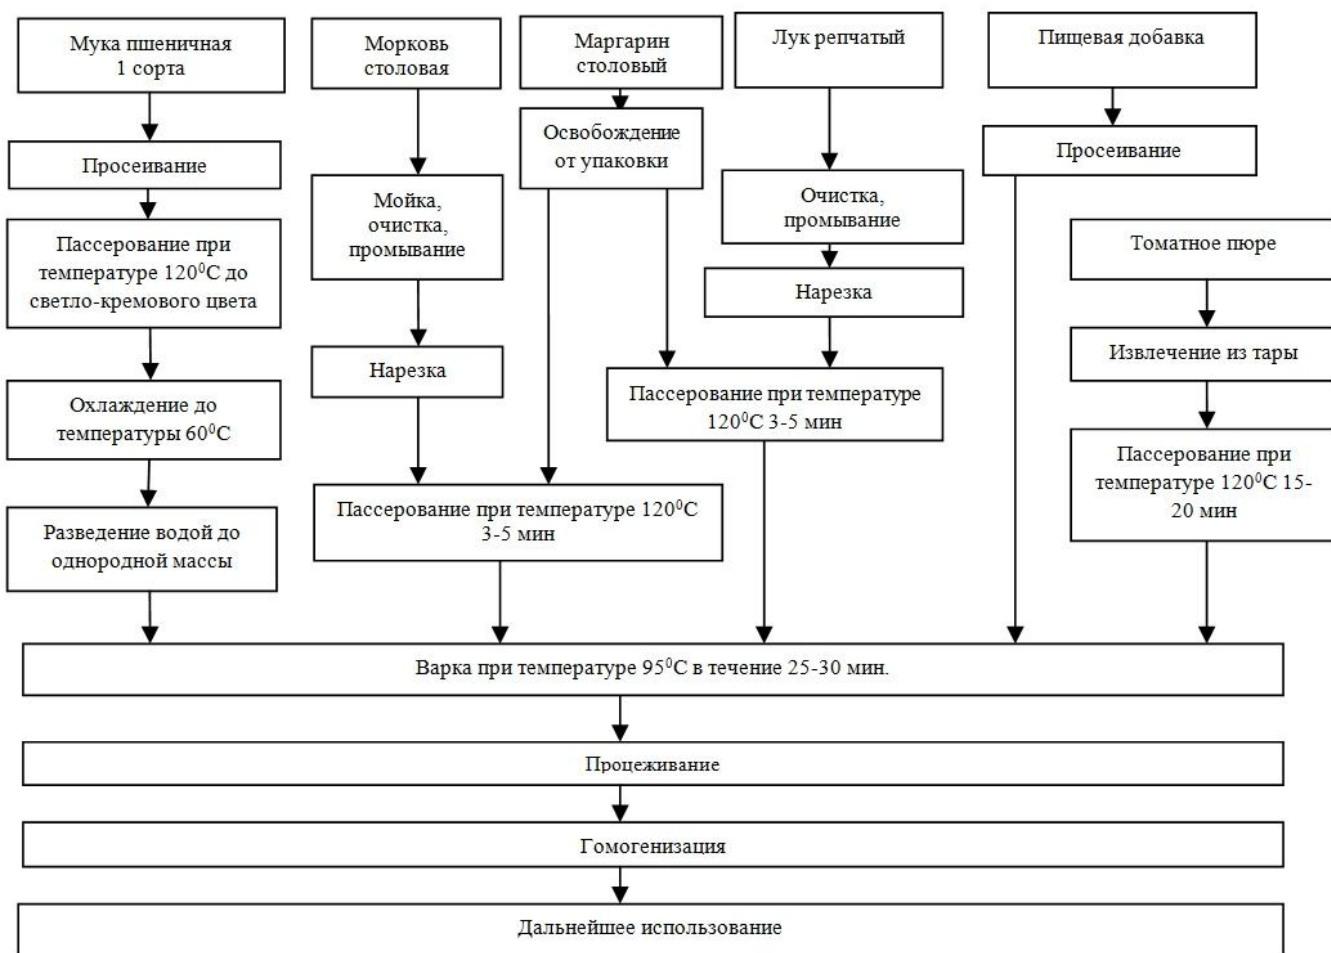 Мука пшеничная
1 сорта
Морковь
столовая
Маргарин
столовый
Лук репчатый
Пищевая добавка
Просеивание
Освобождение
от упаковки
Просеивание
Мойка,
очистка,
промывание
Очистка,
промывание
Пассерование при
температуре 120⁰С до
светло-кремового цвета
Томатное пюре
Нарезка
Нарезка
Извлечение из тары
Охлаждение до
температуры 60⁰С
Пассерование при температуре
120⁰С 3-5 мин
Пассерование при
температуре 120⁰С 15-
20 мин
Пассерование при температуре 120⁰С
3-5 мин
Разведение водой до
однородной массы
Варка при температуре 95⁰С в течение 25-30 мин.
Процеживание
Гомогенизация
Дальнейшее использование